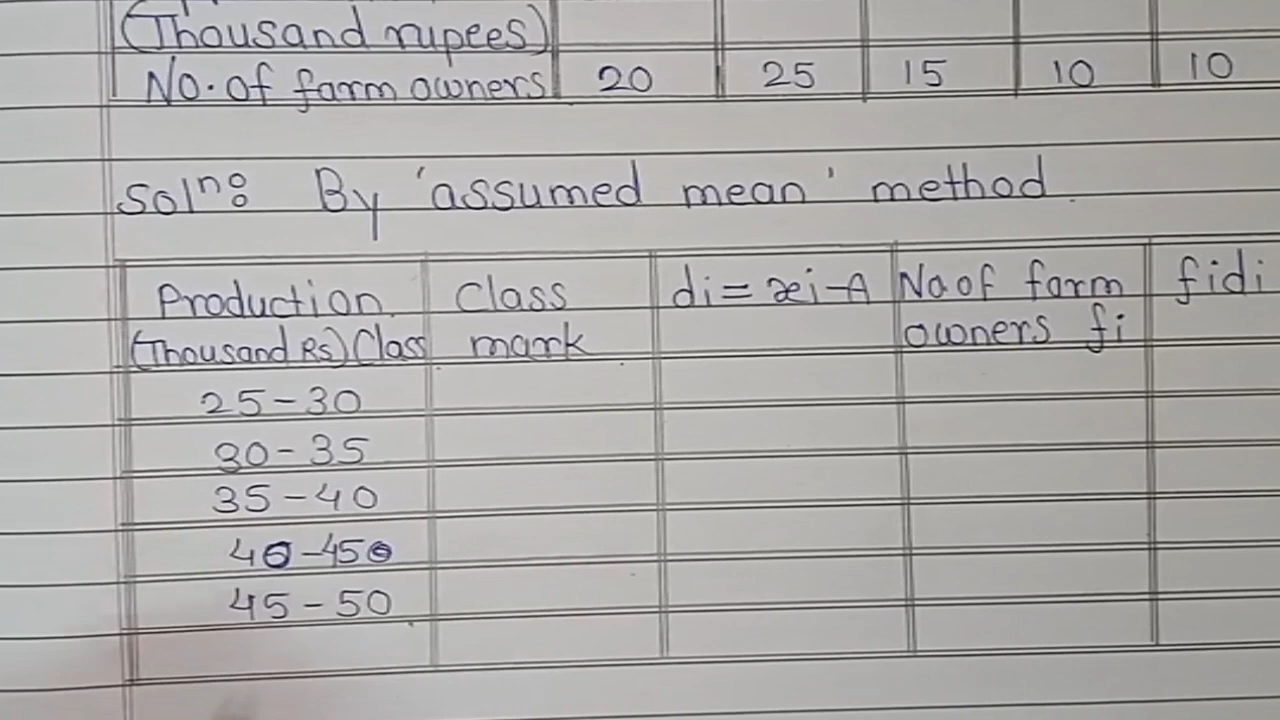 (Thousand rupees)
No. of farm owners 20 25 15 10 10
Solⁿ: By 'assumed mean' method.
Production Class di = xi - A No of farm fidi
(Thousand Rs) Class mark owners fi
25-30
30-35
35-40
40-45
45-50